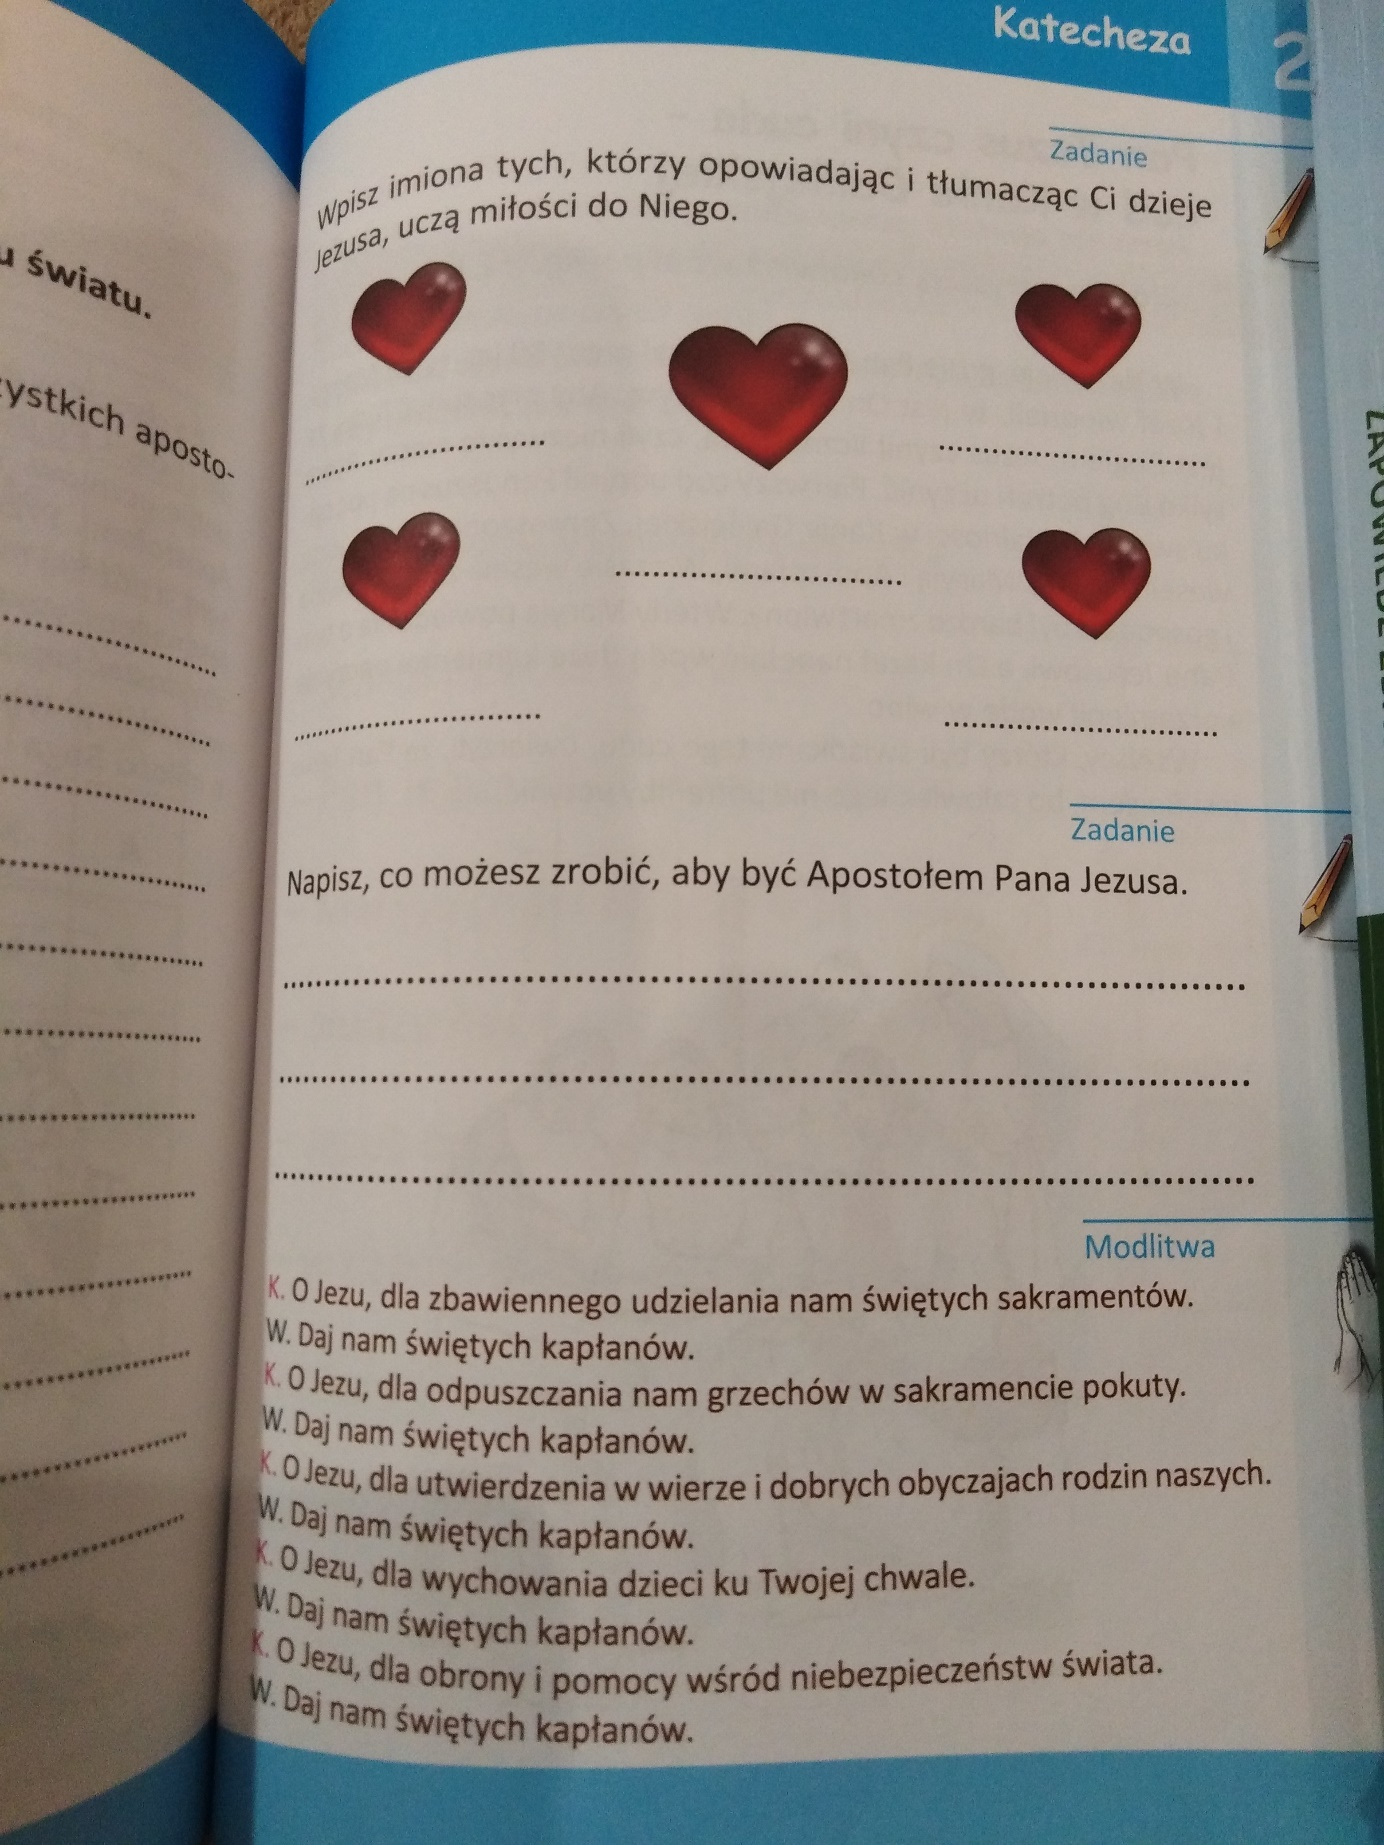 Katecheza
2
u światu.
aposto-
Zadanie
Wpisz imiona tych, którzy opowiadając i tłumacząc Ci dzieje
Jezusa, uczą miłości do Niego.
Zadanie
Napisz, co możesz zrobić, aby być Apostołem Pana Jezusa.
Modlitwa
K. O Jezu, dla zbawiennego udzielania nam świętych sakramentów.
W. Daj nam świętych kapłanów.
K. O Jezu, dla odpuszczania nam grzechów w sakramencie pokuty.
W. Daj nam świętych kapłanów.
K. O Jezu, dla utwierdzenia w wierze i dobrych obyczajach rodzin naszych.
W. Daj nam świętych kapłanów.
K. O Jezu, dla wychowania dzieci ku Twojej chwale.
W. Daj nam świętych kapłanów.
K. O Jezu, dla obrony i pomocy wśród niebezpieczeństw świata.
W. Daj nam świętych kapłanów.